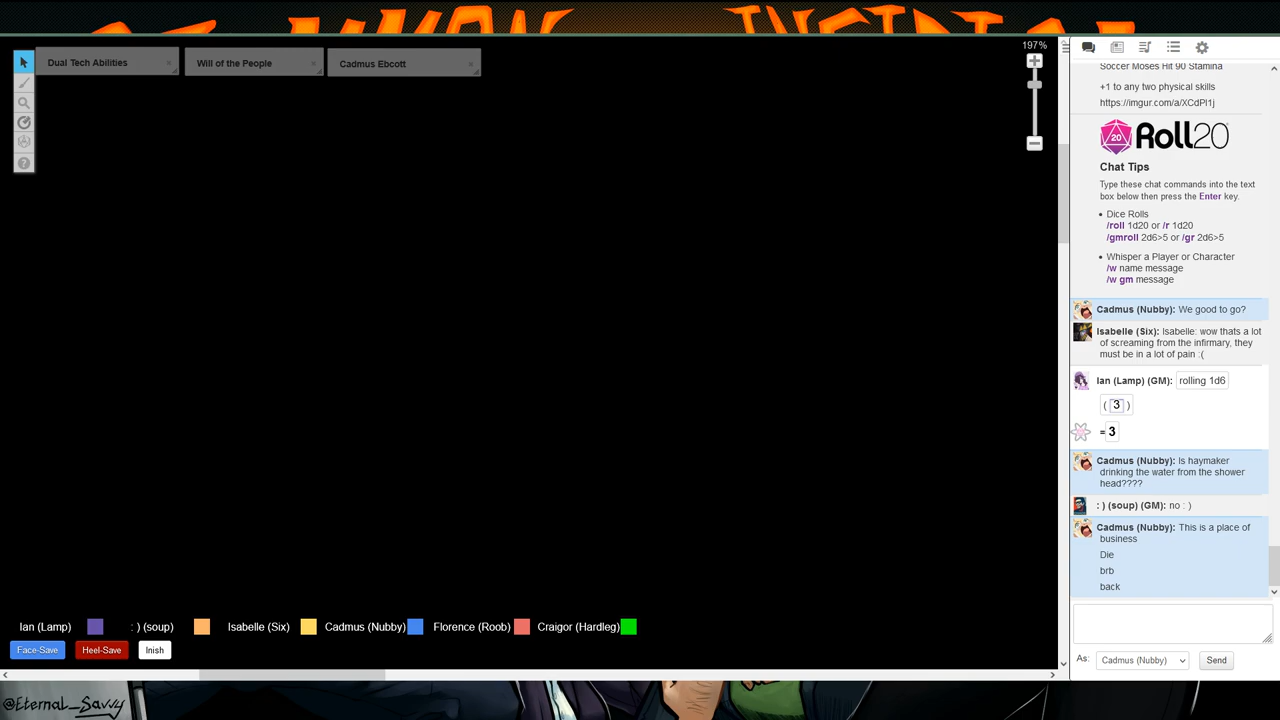 197%
Dual Tech Abilities
Will of the People
Cadmus Ebcott
Soccer Moses Hit 90 Stamina
+1 to any two physical skills
https://imgur.com/a/XCdPI1j
20 Roll20
Chat Tips
Type these chat commands into the text
box below then press the Enter key.
• Dice Rolls
/roll 1d20 or /r 1d20
/gmroll 2d6>5 or /gr 2d6>5
• Whisper a Player or Character
/w name message
/w gm message
Cadmus (Nubby): We good to go?
Isabelle (Six): Isabelle: wow thats a lot
of screaming from the infirmary, they
must be in a lot of pain :(
Ian (Lamp) (GM): rolling 1d6
( 3 )
= 3
Cadmus (Nubby): Is haymaker
drinking the water from the shower
head????
: ) (soup) (GM): no : )
Cadmus (Nubby): This is a place of
business
Die
brb
back
Ian (Lamp)
: ) (soup)
Isabelle (Six)
Cadmus (Nubby)
Florence (Roob)
Craigor (Hardleg)
Face-Save
Heel-Save
Inish
As:
Cadmus (Nubby)
Send
@Eternal_Savvy